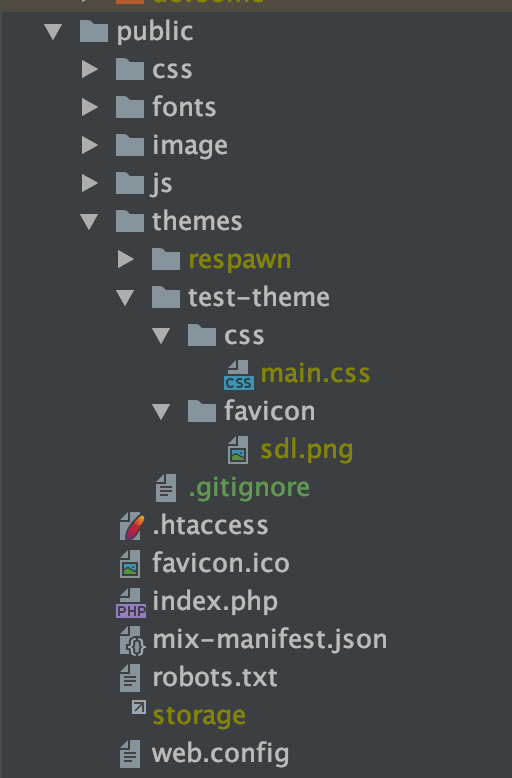 public
css
fonts
image
js
themes
respawn
test-theme
css
CSS main.css
favicon
sdl.png
.gitignore
.htaccess
favicon.ico
PHP index.php
mix-manifest.json
robots.txt
storage
web.config